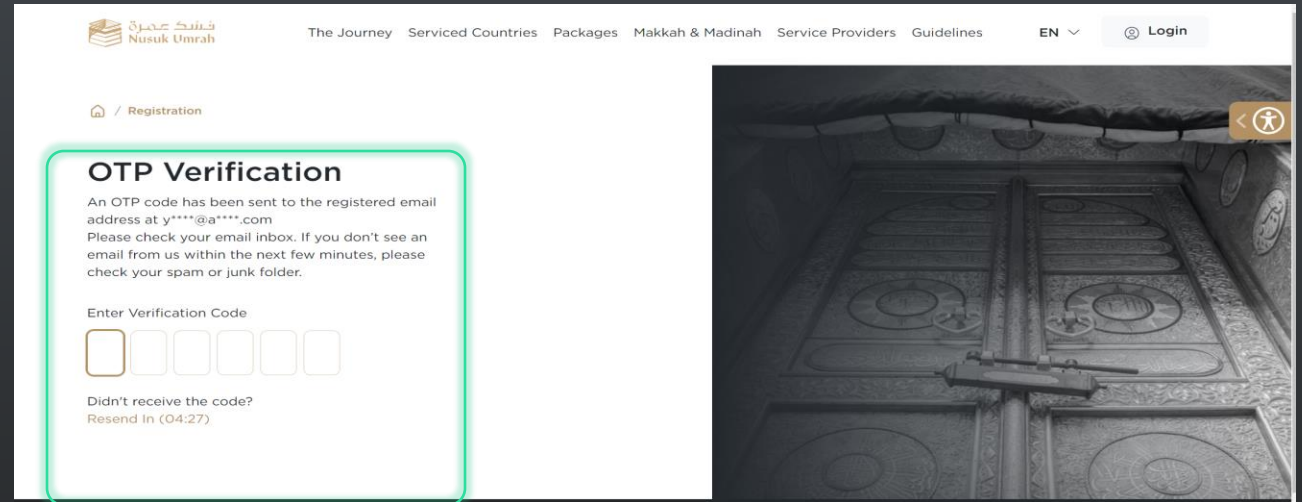 نسك عمرة
Nusuk Umrah
The Journey Serviced Countries Packages Makkah & Madinah Service Providers Guidelines EN Login
/ Registration
OTP Verification
An OTP code has been sent to the registered email
address at y****@a****.com
Please check your email inbox. If you don't see an
email from us within the next few minutes, please
check your spam or junk folder.
Enter Verification Code
Didn't receive the code?
Resend In (04:27)